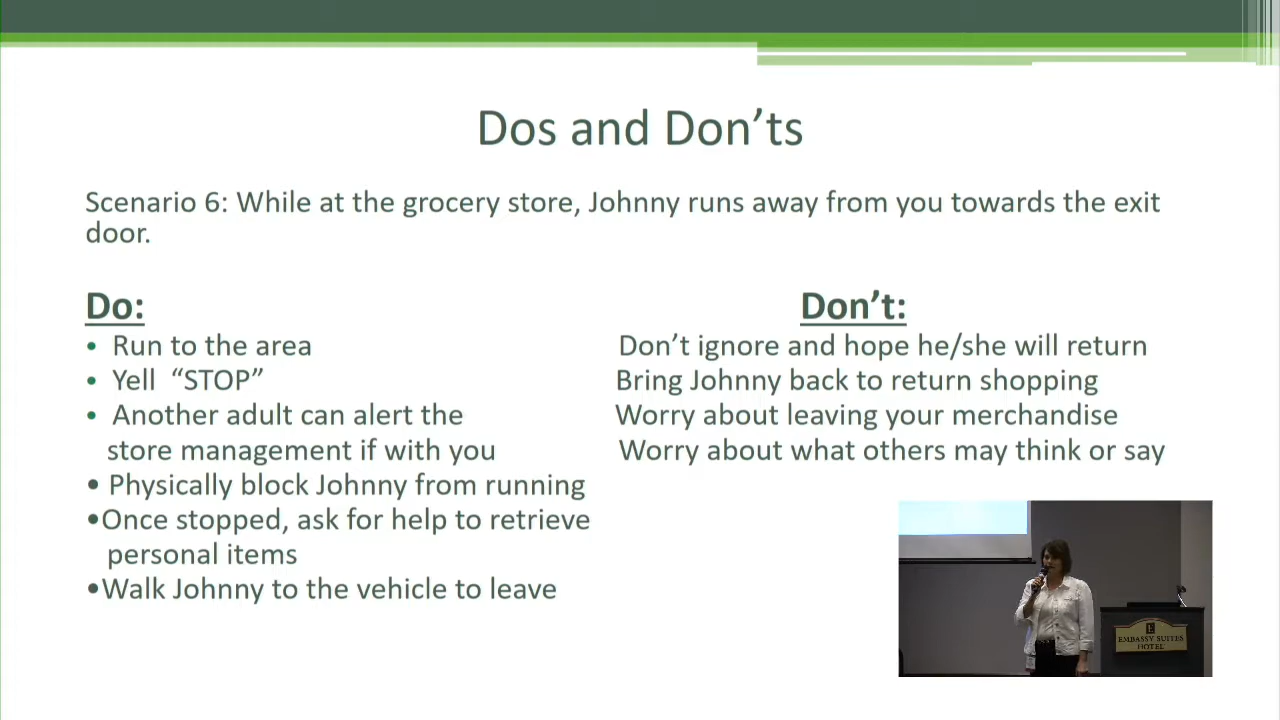 Dos and Don’ts
Scenario 6: While at the grocery store, Johnny runs away from you towards the exit
door.
Do:
• Run to the area
• Yell “STOP”
• Another adult can alert the
store management if with you
• Physically block Johnny from running
•Once stopped, ask for help to retrieve
personal items
•Walk Johnny to the vehicle to leave
Don’t:
Don’t ignore and hope he/she will return
Bring Johnny back to return shopping
Worry about leaving your merchandise
Worry about what others may think or say
E
EMBASSY SUITES
HOTEL